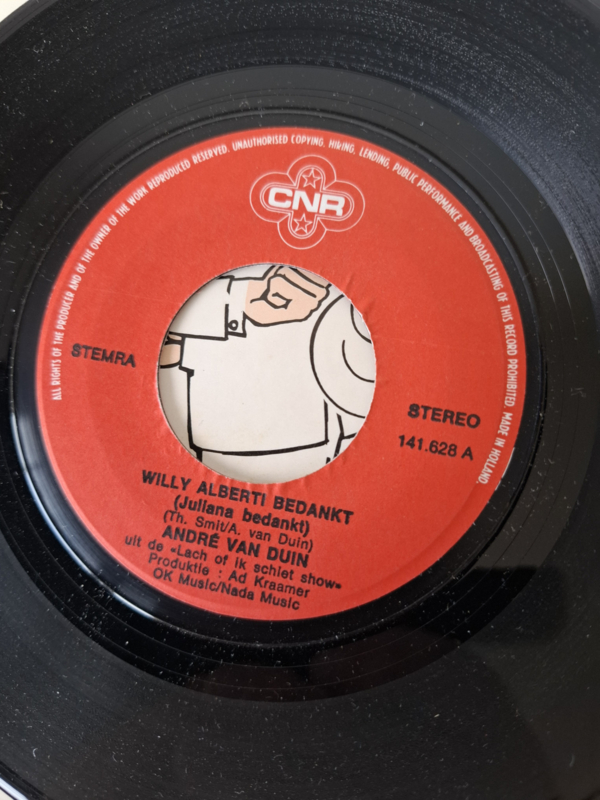 ALL RIGHTS OF THE PRODUCER AND OF THE OWNER OF THE WORK REPRODUCED RESERVED. UNAUTHORISED COPYING, HIRING, LENDING, PUBLIC PERFORMANCE AND BROADCASTING OF THIS RECORD PROHIBITED. MADE IN HOLLAND.
CNR
STEMRA
STEREO
141.628 A
WILLY ALBERTI BEDANKT
(Juliana bedankt)
(Th. Smit/A. van Duin)
ANDRÉ VAN DUIN
uit de «Lach of ik schiet show»
Produktie : Ad Kraamer
OK Music/Nada Music